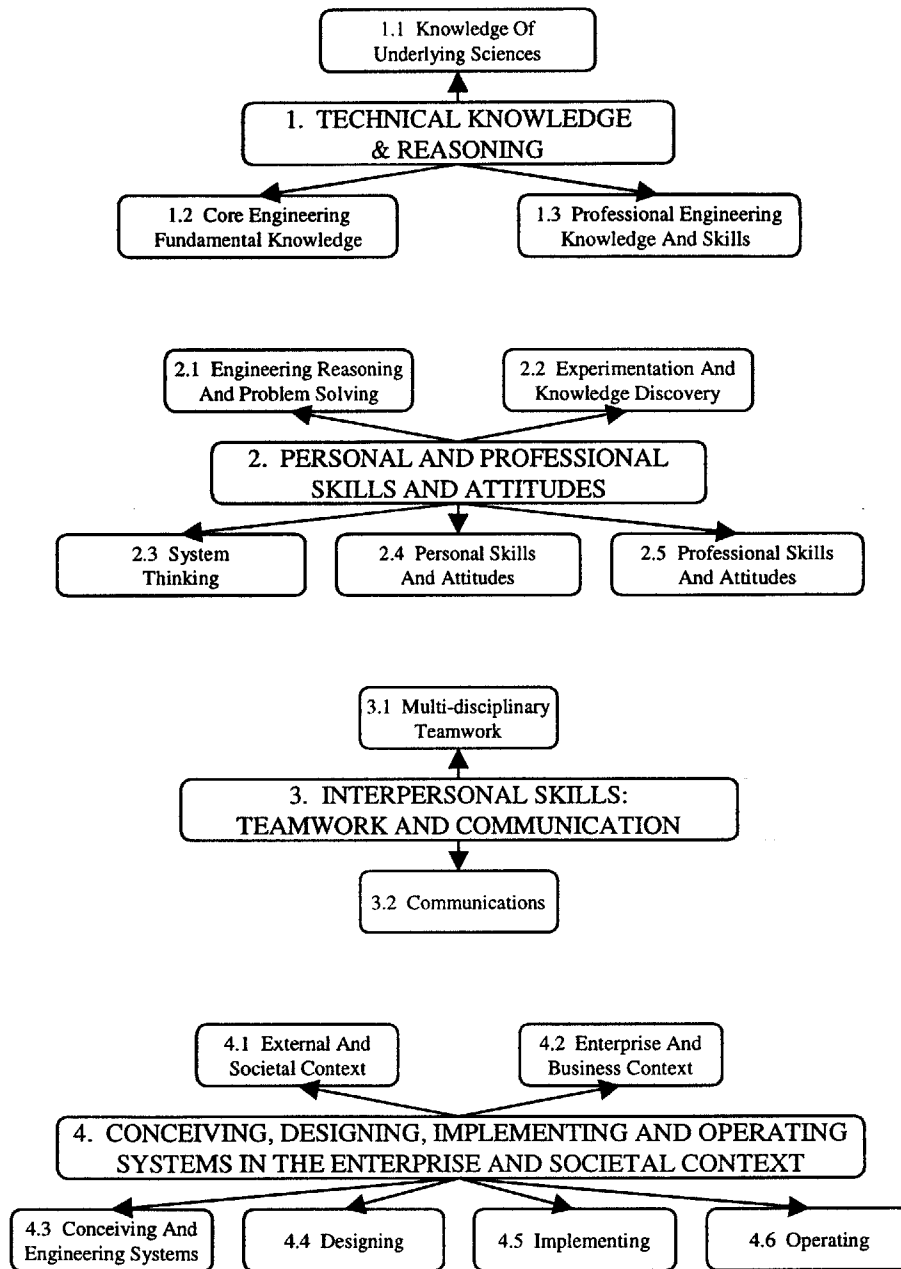 1.1 Knowledge Of
Underlying Sciences
1. TECHNICAL KNOWLEDGE
& REASONING
1.2 Core Engineering
Fundamental Knowledge
1.3 Professional Engineering
Knowledge And Skills
2.1 Engineering Reasoning
And Problem Solving
2.2 Experimentation And
Knowledge Discovery
2. PERSONAL AND PROFESSIONAL
SKILLS AND ATTITUDES
2.3 System
Thinking
2.4 Personal Skills
And Attitudes
2.5 Professional Skills
And Attitudes
3.1 Multi-disciplinary
Teamwork
3. INTERPERSONAL SKILLS:
TEAMWORK AND COMMUNICATION
3.2 Communications
4.1 External And
Societal Context
4.2 Enterprise And
Business Context
4. CONCEIVING, DESIGNING, IMPLEMENTING AND OPERATING
SYSTEMS IN THE ENTERPRISE AND SOCIETAL CONTEXT
4.3 Conceiving And
Engineering Systems
4.4 Designing
4.5 Implementing
4.6 Operating